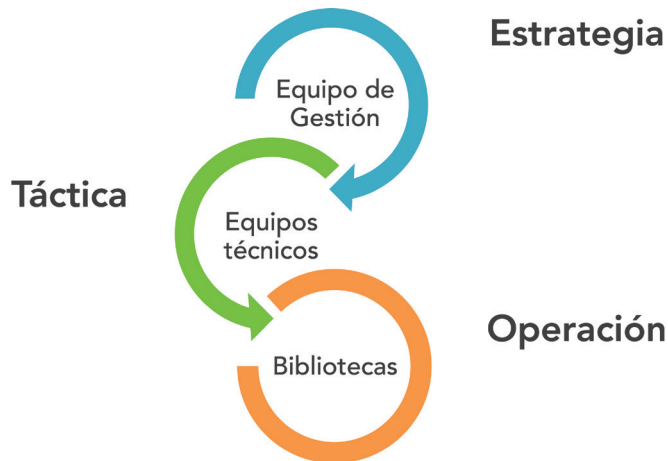 Estrategia
Equipo de
Gestión
Táctica
Equipos
técnicos
Operación
Bibliotecas